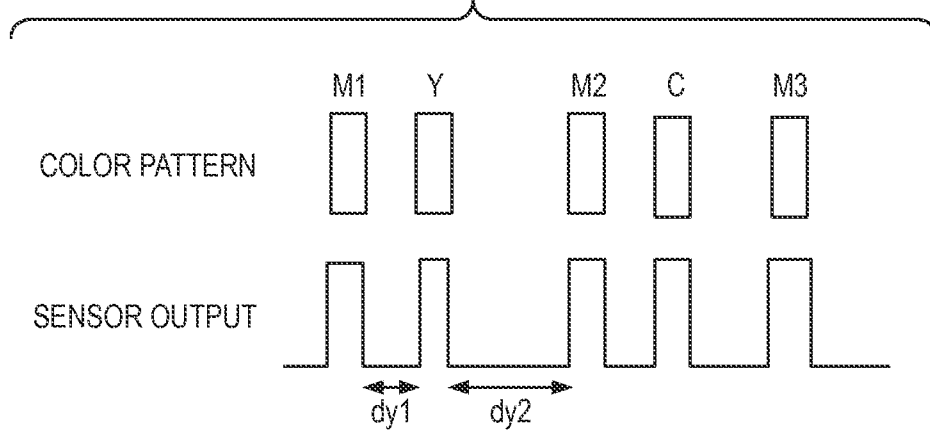 M1 Y M2 C M3
COLOR PATTERN
SENSOR OUTPUT
dy1 dy2